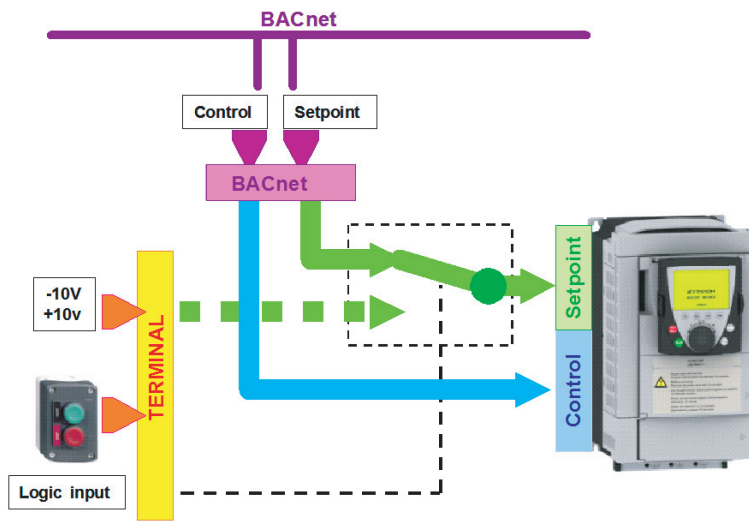 BACnet
Control
Setpoint
BACnet
-10V
+10v
TERMINAL
Logic input
Setpoint
Control